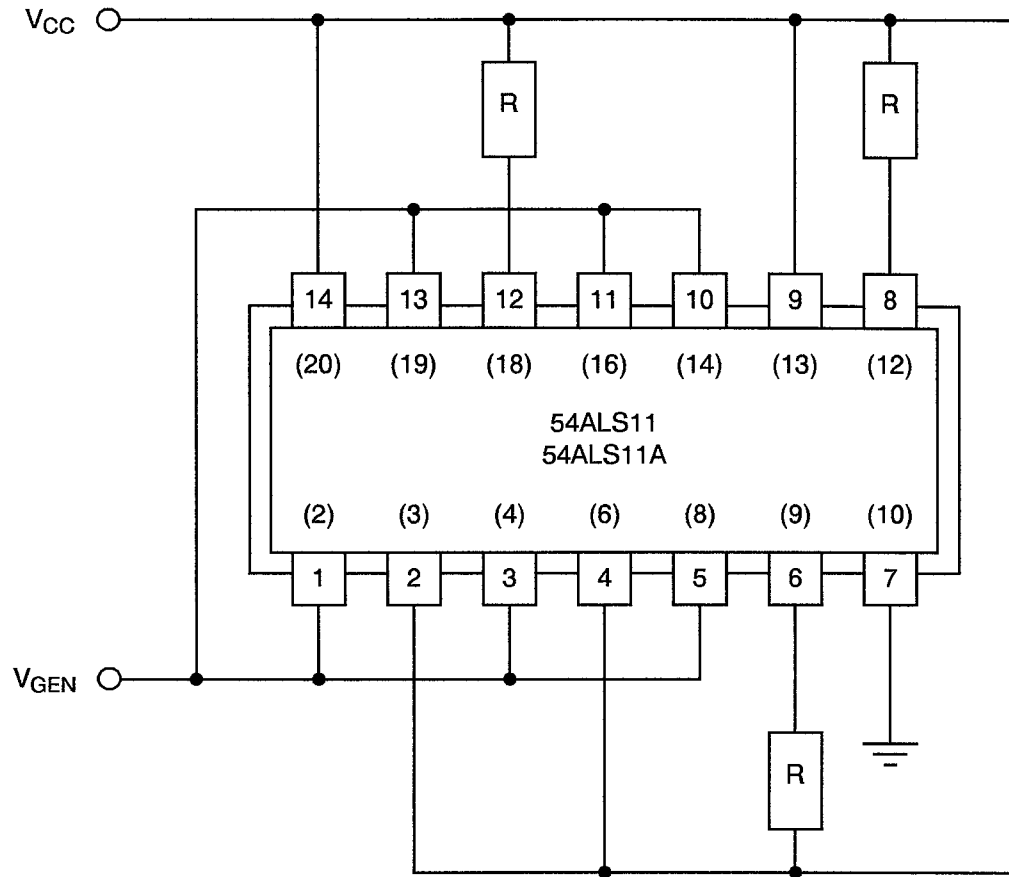 VCC
R
R
14 13 12 11 10 9 8
(20) (19) (18) (16) (14) (13) (12)
54ALS11
54ALS11A
(2) (3) (4) (6) (8) (9) (10)
1 2 3 4 5 6 7
VGEN
R